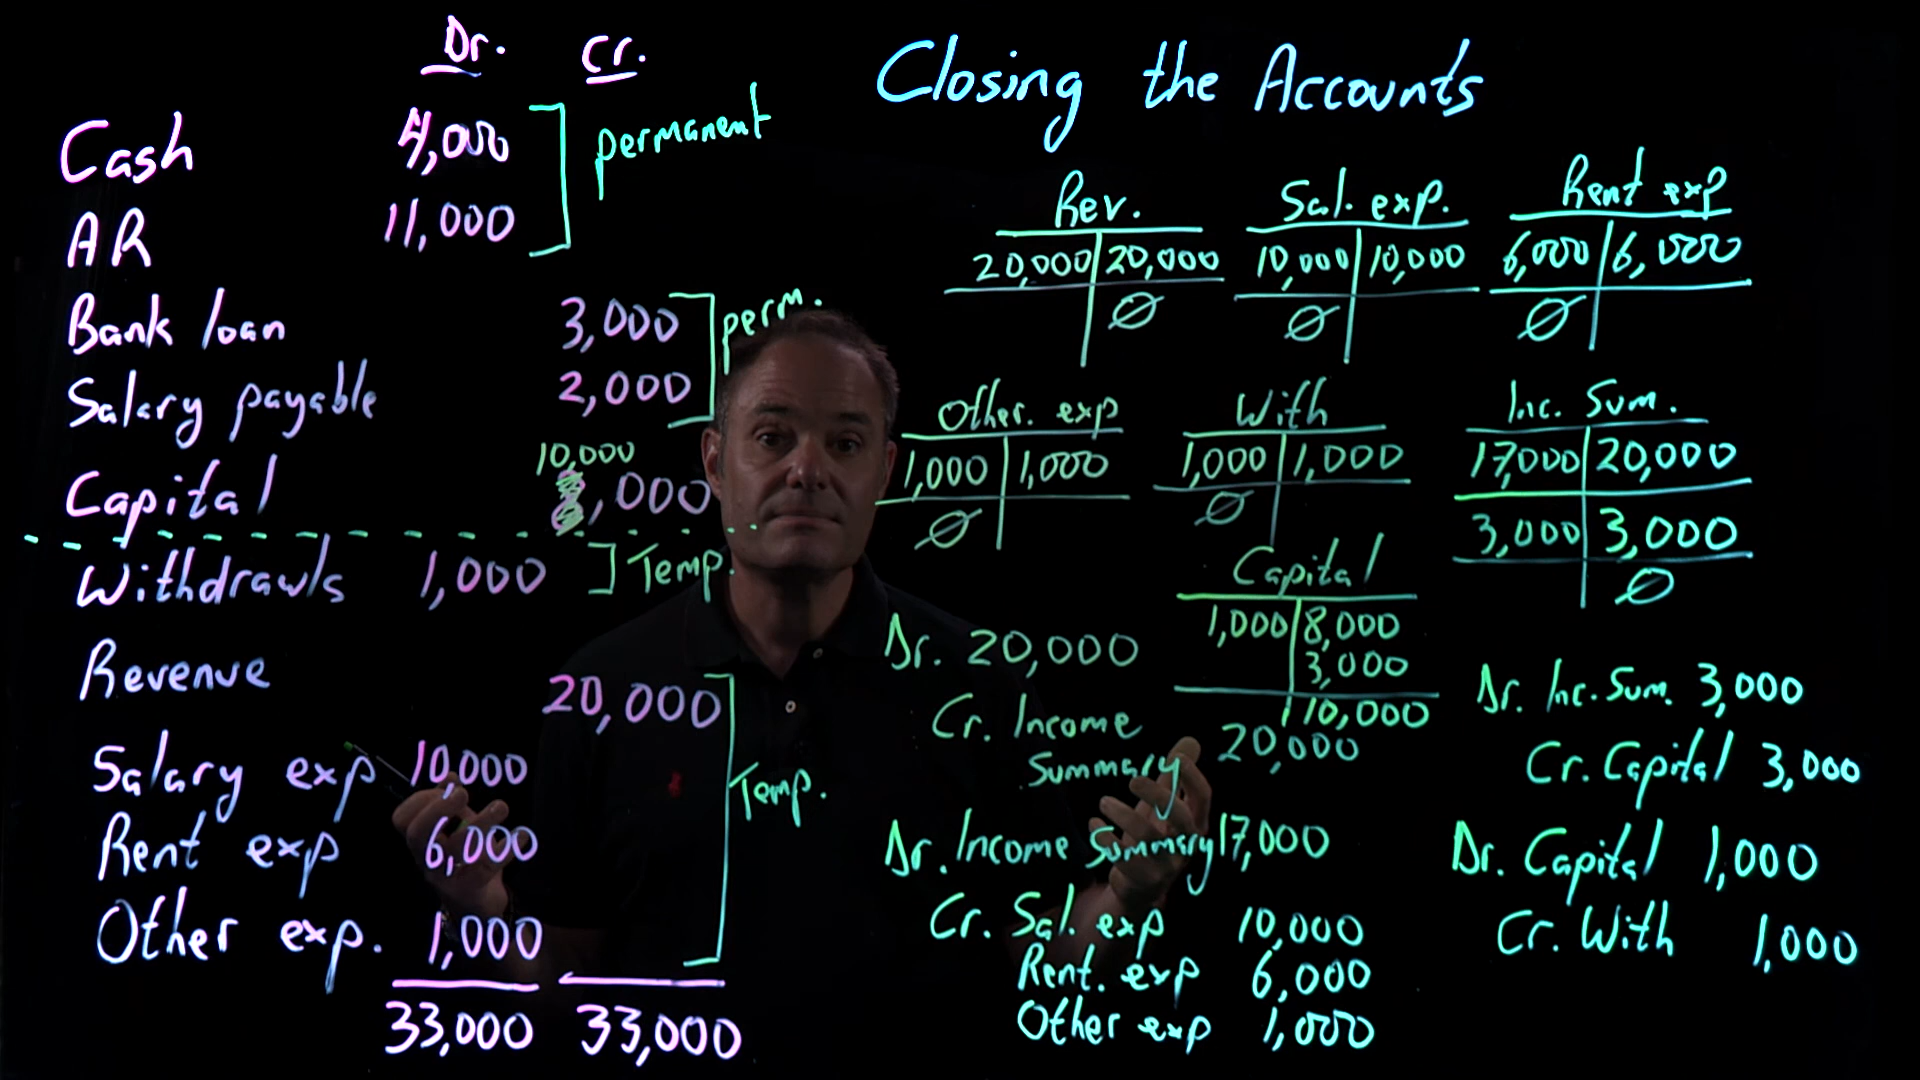 Dr. Cr.
Cash 4,000
permanent
AR 11,000
Bank loan 3,000
perm.
Salary payable 2,000
10,000
Capital ,000
Withdrawls 1,000 Temp.
Revenue 20,000
Salary exp 10,000
Temp.
Rent exp 6,000
Other exp. 1,000
33,000 33,000
Closing the Accounts
Rev. Sal. exp. Rent exp
20,000 20,000 10,000 10,000 6,000 6,000
Ø Ø Ø
Other. exp With Inc. Sum.
1,000 1,000 1,000 1,000 17,000 20,000
Ø Ø 3,000 3,000
Ø
Capital
1,000 8,000
3,000
10,000
Dr. 20,000
Cr. Income
Summary 20,000
Dr. Income Summary 17,000
Cr. Sal. exp 10,000
Rent. exp 6,000
Other exp 1,000
Dr. Inc. Sum. 3,000
Cr. Capital 3,000
Dr. Capital 1,000
Cr. With 1,000